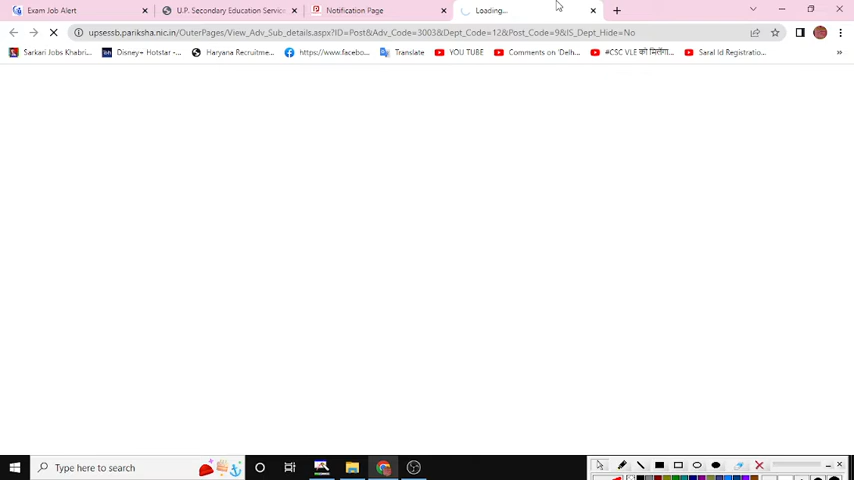 Exam Job Alert
U.P. Secondary Education Service
Notification Page
Loading...
upsessb.pariksha.nic.in/OuterPages/View_Adv_Sub_details.aspx?ID=Post&Adv_Code=3003&Dept_Code=12&Post_Code=9&IS_Dept_Hide=No
Sarkari Jobs Khabri...
Disney+ Hotstar -...
Haryana Recruitme...
https://www.facebo...
Translate
YOU TUBE
Comments on 'Delh...
#CSC VLE को मिलेंगा...
Saral Id Registratio...
Type here to search